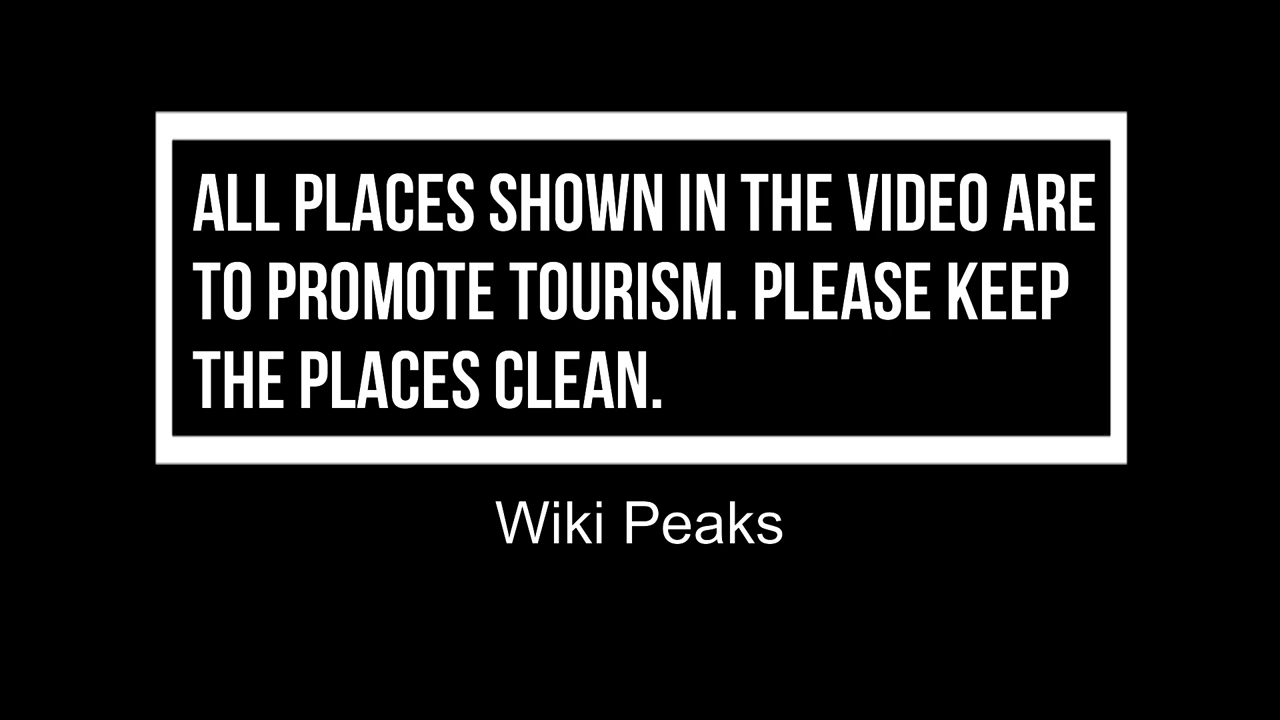 ALL PLACES SHOWN IN THE VIDEO ARE
TO PROMOTE TOURISM. PLEASE KEEP
THE PLACES CLEAN.
Wiki Peaks